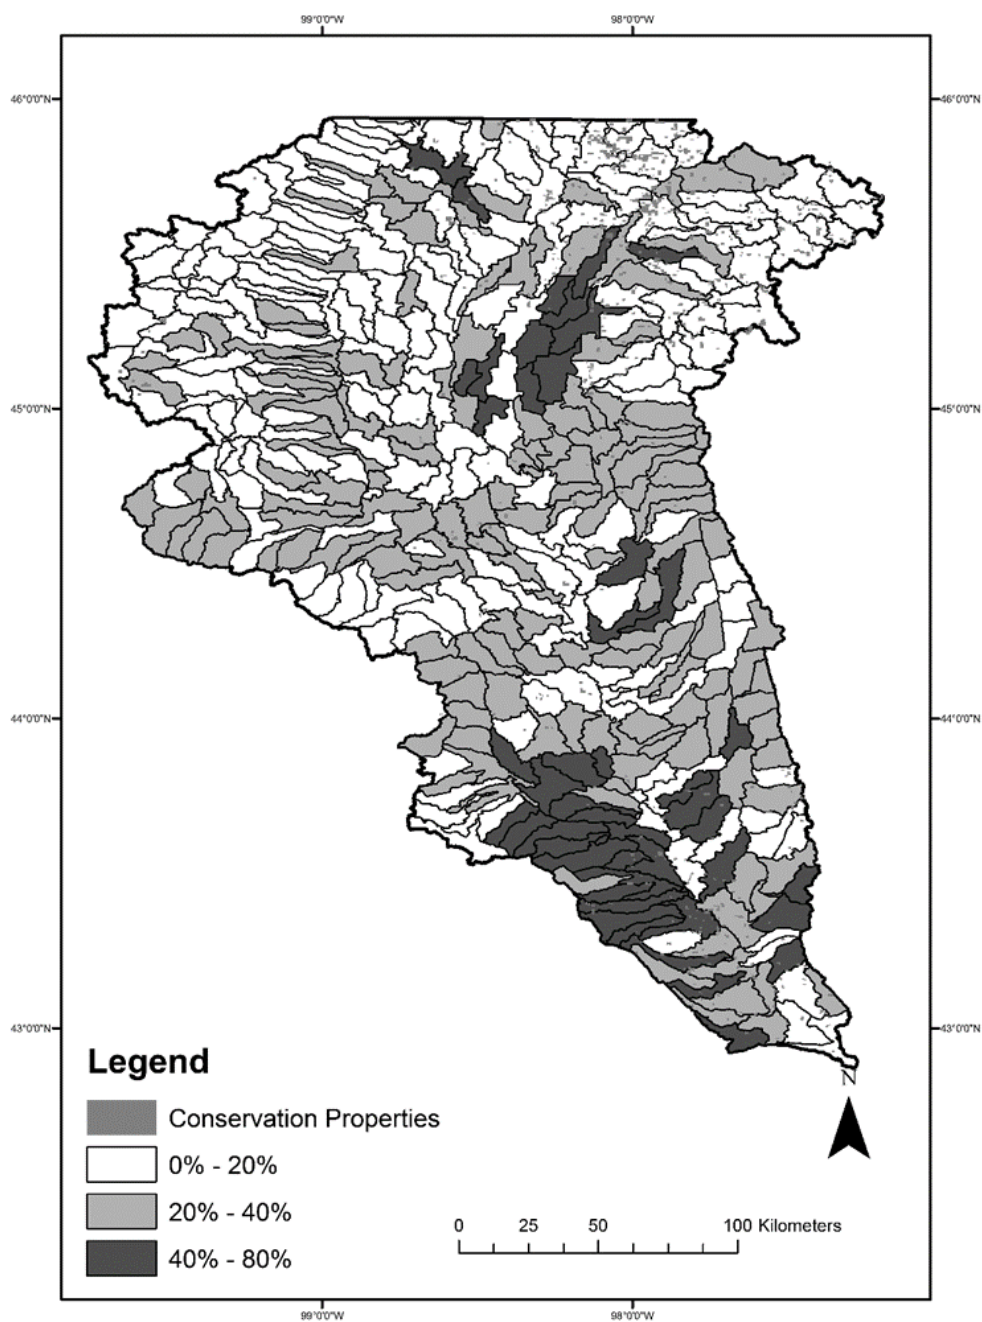 99°0'0"W 98°0'0"W
46°0'0"N 46°0'0"N
45°0'0"N 45°0'0"N
44°0'0"N 44°0'0"N
43°0'0"N 43°0'0"N
Legend
Conservation Properties
0% - 20%
20% - 40%
40% - 80%
N
0 25 50 100 Kilometers
99°0'0"W 98°0'0"W